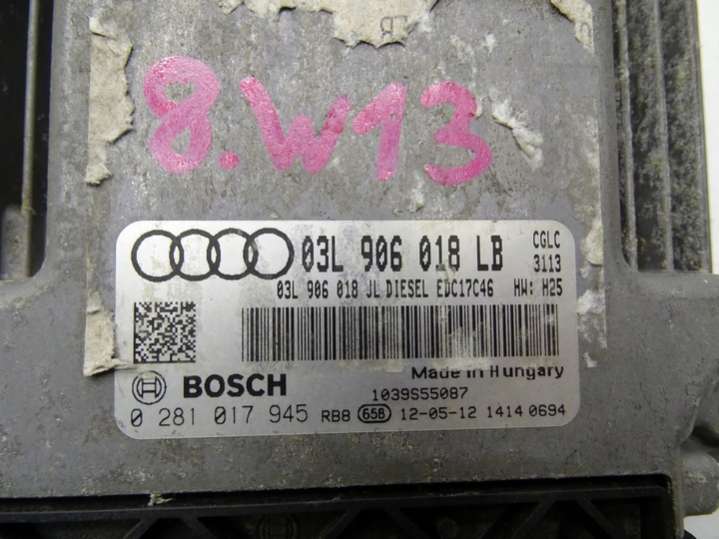 8.W13
03L 906 018 LB CGLC
3113
03L 906 018 JL DIESEL EDC17C46 HW: H25
Made in Hungary
BOSCH 1039S55087
0 281 017 945 RB8 65B 12-05-12 1414 0694